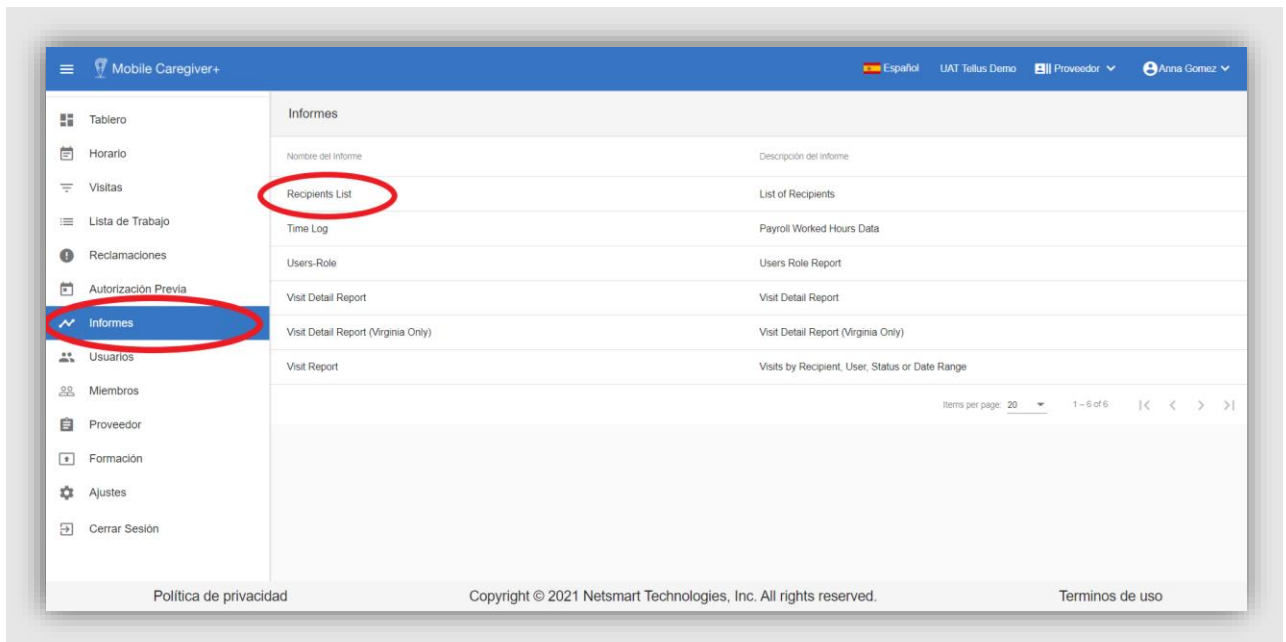 Mobile Caregiver+
Español UAT Tellus Demo Proveedor Anna Gomez
Tablero
Horario
Visitas
Lista de Trabajo
Reclamaciones
Autorización Previa
Informes
Usuarios
Miembros
Proveedor
Formación
Ajustes
Cerrar Sesión
Informes
Nombre del Informe Descripción del Informe
Recipients List List of Recipients
Time Log Payroll Worked Hours Data
Users-Role Users Role Report
Visit Detail Report Visit Detail Report
Visit Detail Report (Virginia Only) Visit Detail Report (Virginia Only)
Visit Report Visits by Recipient, User, Status or Date Range
Items per page: 20 1 – 6 of 6
Política de privacidad Copyright © 2021 Netsmart Technologies, Inc. All rights reserved. Terminos de uso